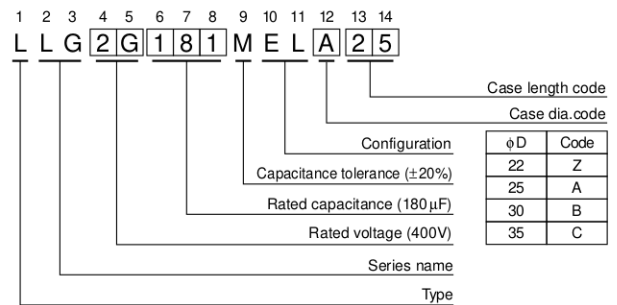 1 2 3 4 5 6 7 8 9 10 11 12 13 14
L L G 2 G 1 8 1 M E L A 2 5
Case length code
Case dia.code
Configuration
Capacitance tolerance (±20%)
Rated capacitance (180µF)
Rated voltage (400V)
Series name
Type
φD Code
22 Z
25 A
30 B
35 C